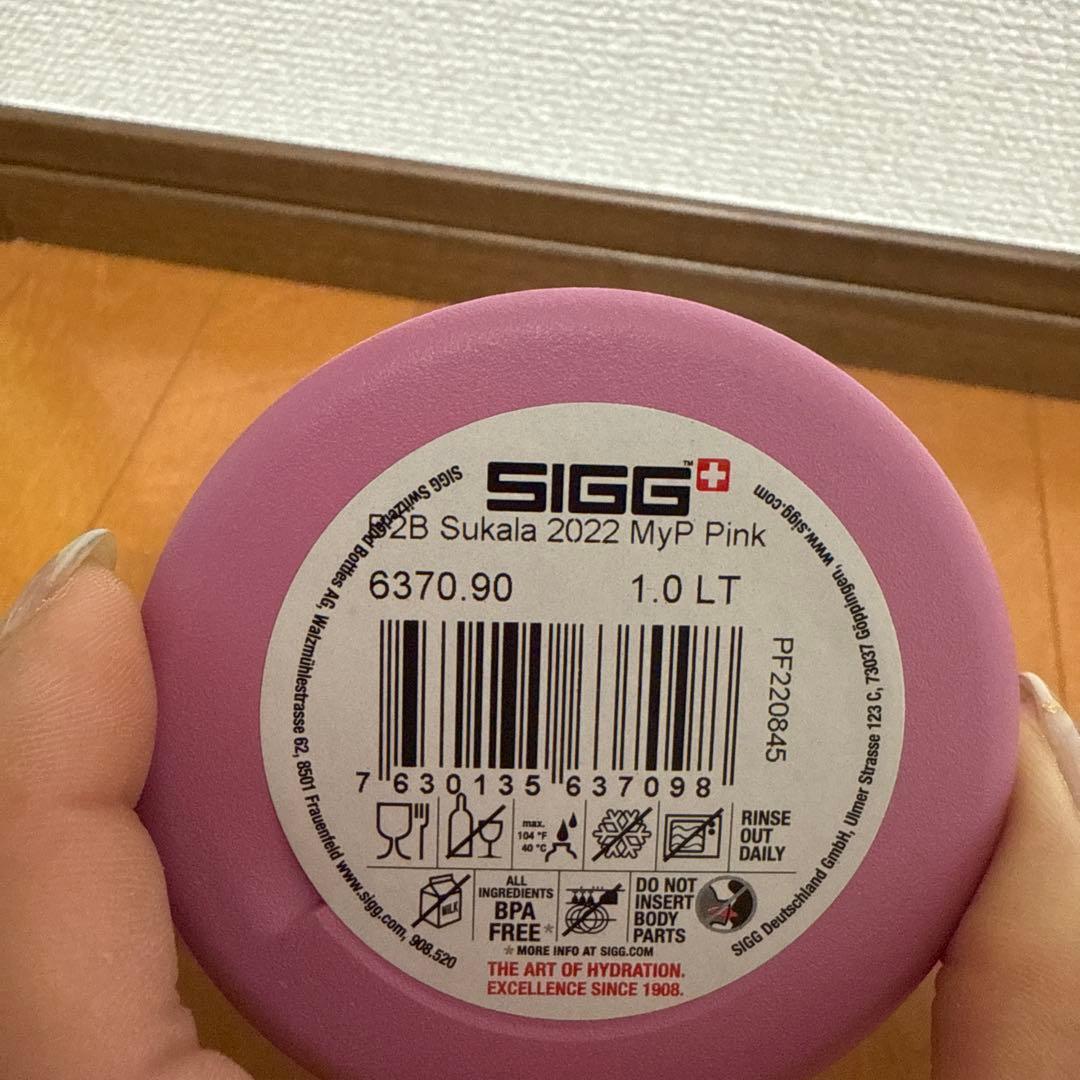 SIGG™
B2B Sukala 2022 MyP Pink
6370.90 1.0 LT
PF220845
7 630135 637098
max.
104 °F
40 °C
RINSE
OUT
DAILY
MILK
ALL
INGREDIENTS
BPA
FREE*
DO NOT
INSERT
BODY
PARTS
*MORE INFO AT SIGG.COM
THE ART OF HYDRATION.
EXCELLENCE SINCE 1908.
SIGG Switzerland Bottles AG, Walzmühlestrasse 62, 8501 Frauenfeld www.sigg.com, 908.520
SIGG Deutschland GmbH, Ulmer Strasse 123 C, 73037 Göppingen, www.sigg.com